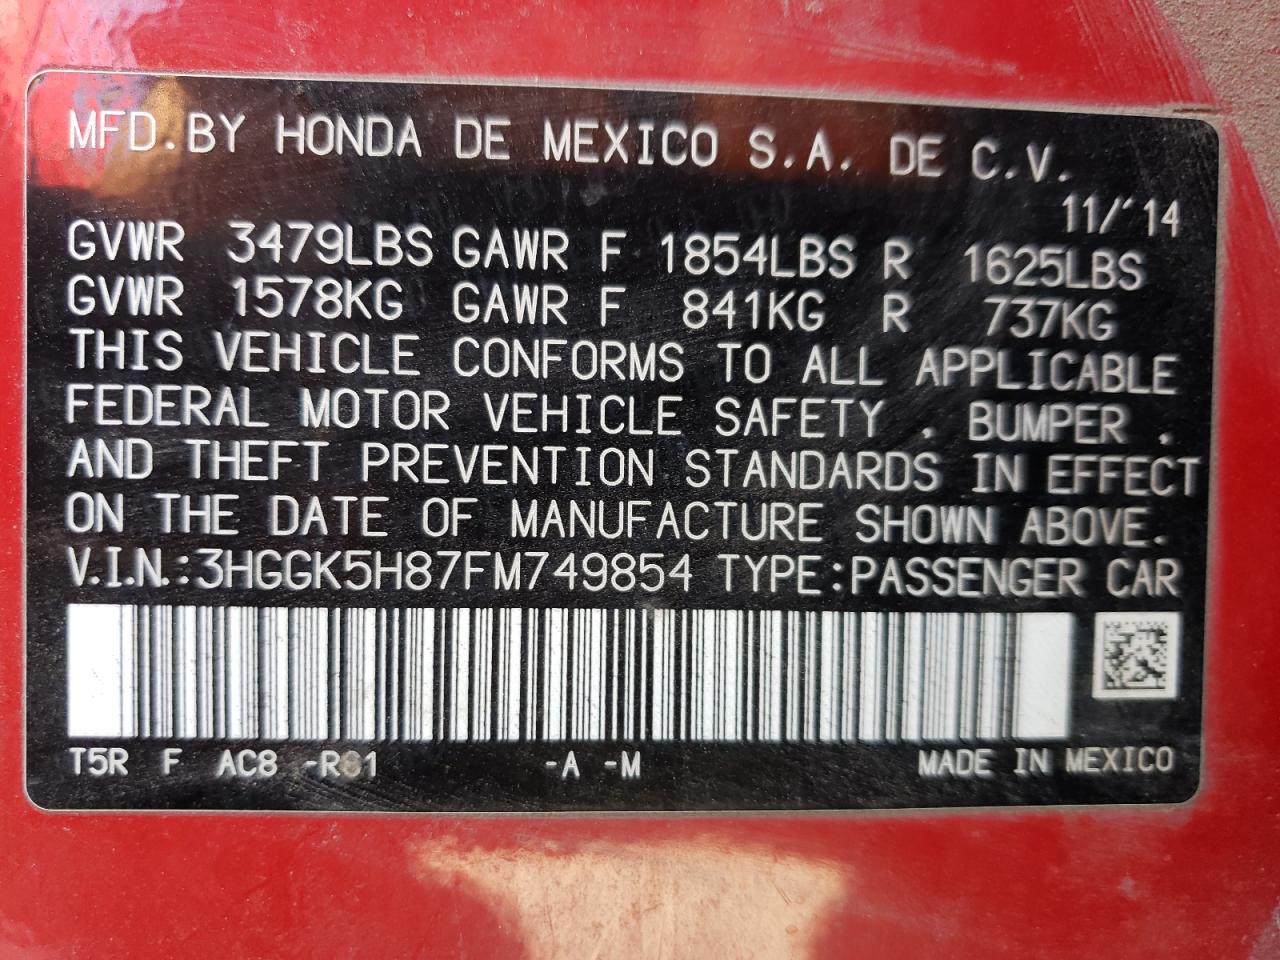 MFD.BY HONDA DE MEXICO S.A. DE C.V.
11/'14
GVWR 3479LBS GAWR F 1854LBS R 1625LBS
GVWR 1578KG GAWR F 841KG R 737KG
THIS VEHICLE CONFORMS TO ALL APPLICABLE
FEDERAL MOTOR VEHICLE SAFETY , BUMPER ,
AND THEFT PREVENTION STANDARDS IN EFFECT
ON THE DATE OF MANUFACTURE SHOWN ABOVE.
V.I.N.:3HGGK5H87FM749854 TYPE:PASSENGER CAR
T5R F AC8 -R81 -A -M MADE IN MEXICO